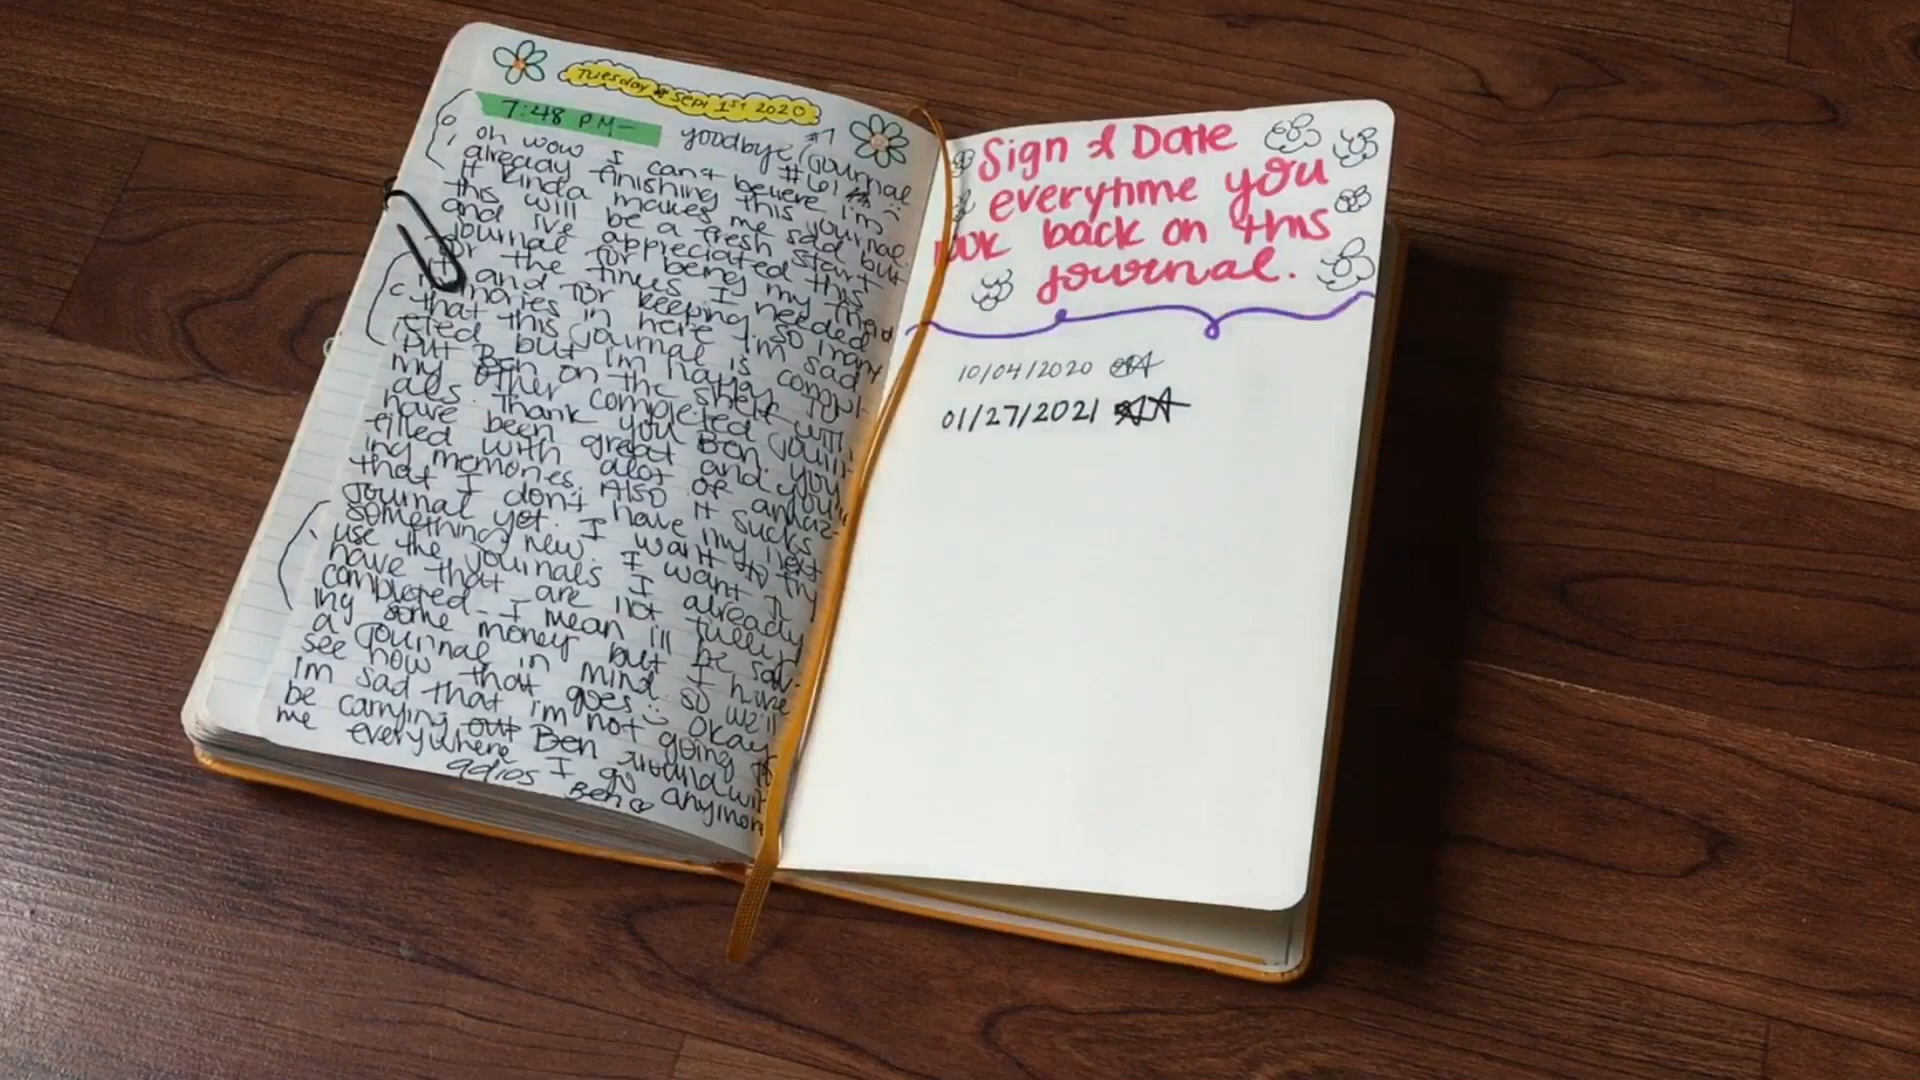 Tuesday Sept 1st 2020
7:48 PM-
goodbye, journal #1
oh wow I can't believe I'm
already finishing this journal.
It kinda makes me sad but
this will be a fresh start
and I've appreciated this
journal for being my friend
for the times I needed
it and for keeping so many
memories in here. I'm sad
that this journal is compl-
eted but I'm happy to
put Ben on the shelf with
my other completed journ-
als. Thank you Ben. You
have been great and you're
filled with alot of amaz-
ing memories. Also it sucks
that I don't have my next
journal yet. I want to try
something new. I want to
use the journals I already
have that are not fully
completed. I mean ill be sav-
ing some money but I have
a journal in mind. so we'll
see how that goes. Okay
I'm sad that i'm not going to
be carrying out Ben around with
me everywhere I go anymore
adios Ben
Sign & Date
everytime you
look back on this
journal.
10/04/2020
01/27/2021